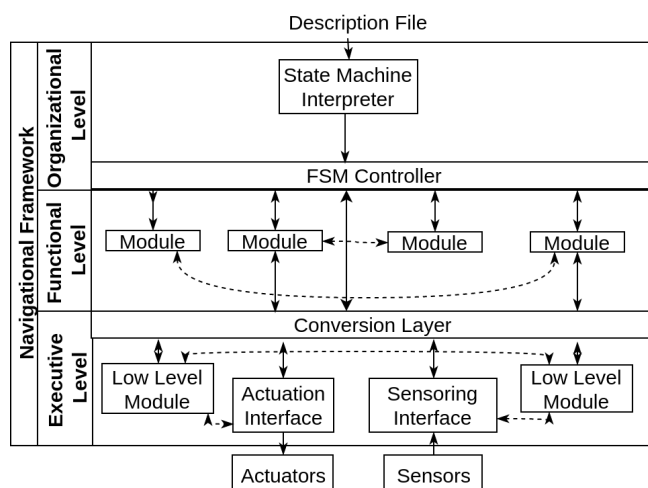 Description File
Navigational Framework
Organizational
Level
State Machine
Interpreter
FSM Controller
Functional
Level
Module
Module
Module
Module
Executive
Level
Conversion Layer
Low Level
Module
Actuation
Interface
Sensoring
Interface
Low Level
Module
Actuators
Sensors